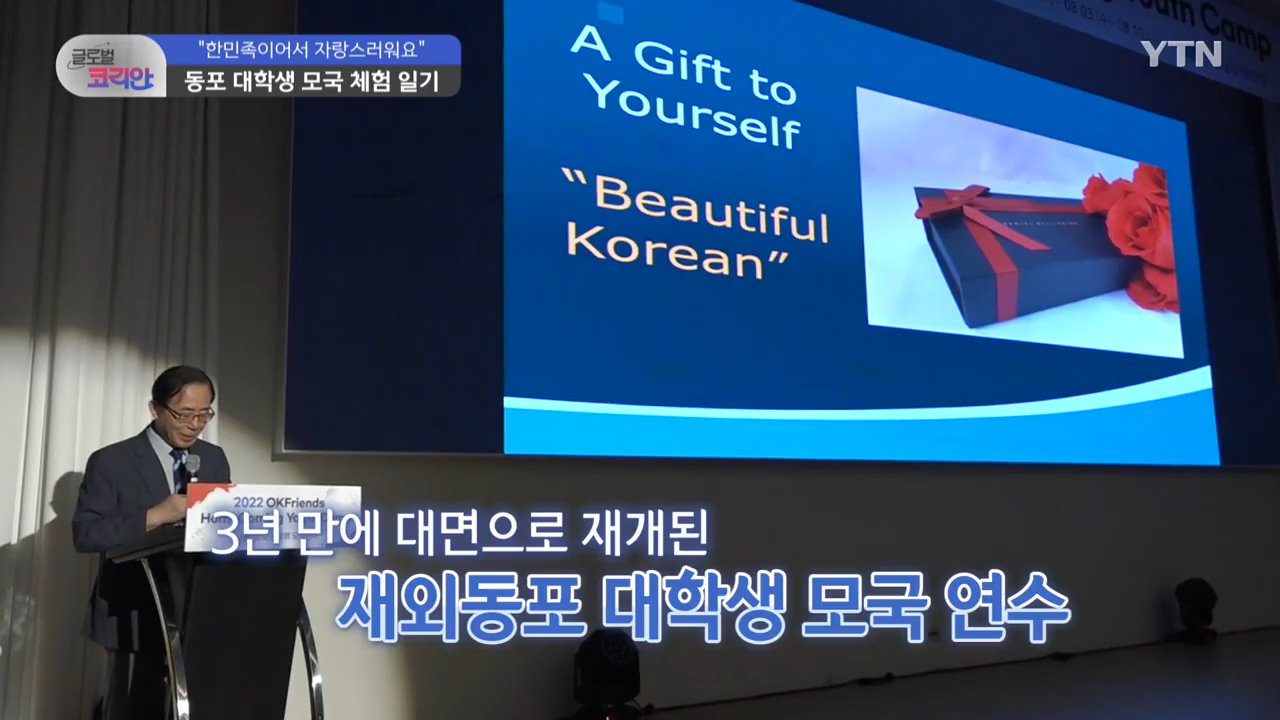 글로벌
코리안
"한민족이어서 자랑스러워요"
동포 대학생 모국 체험 일기
YTN
Youth Camp
A Gift to
Yourself
“Beautiful
Korean”
2022 OKFriends
3년 만에 대면으로 재개된
재외동포 대학생 모국 연수